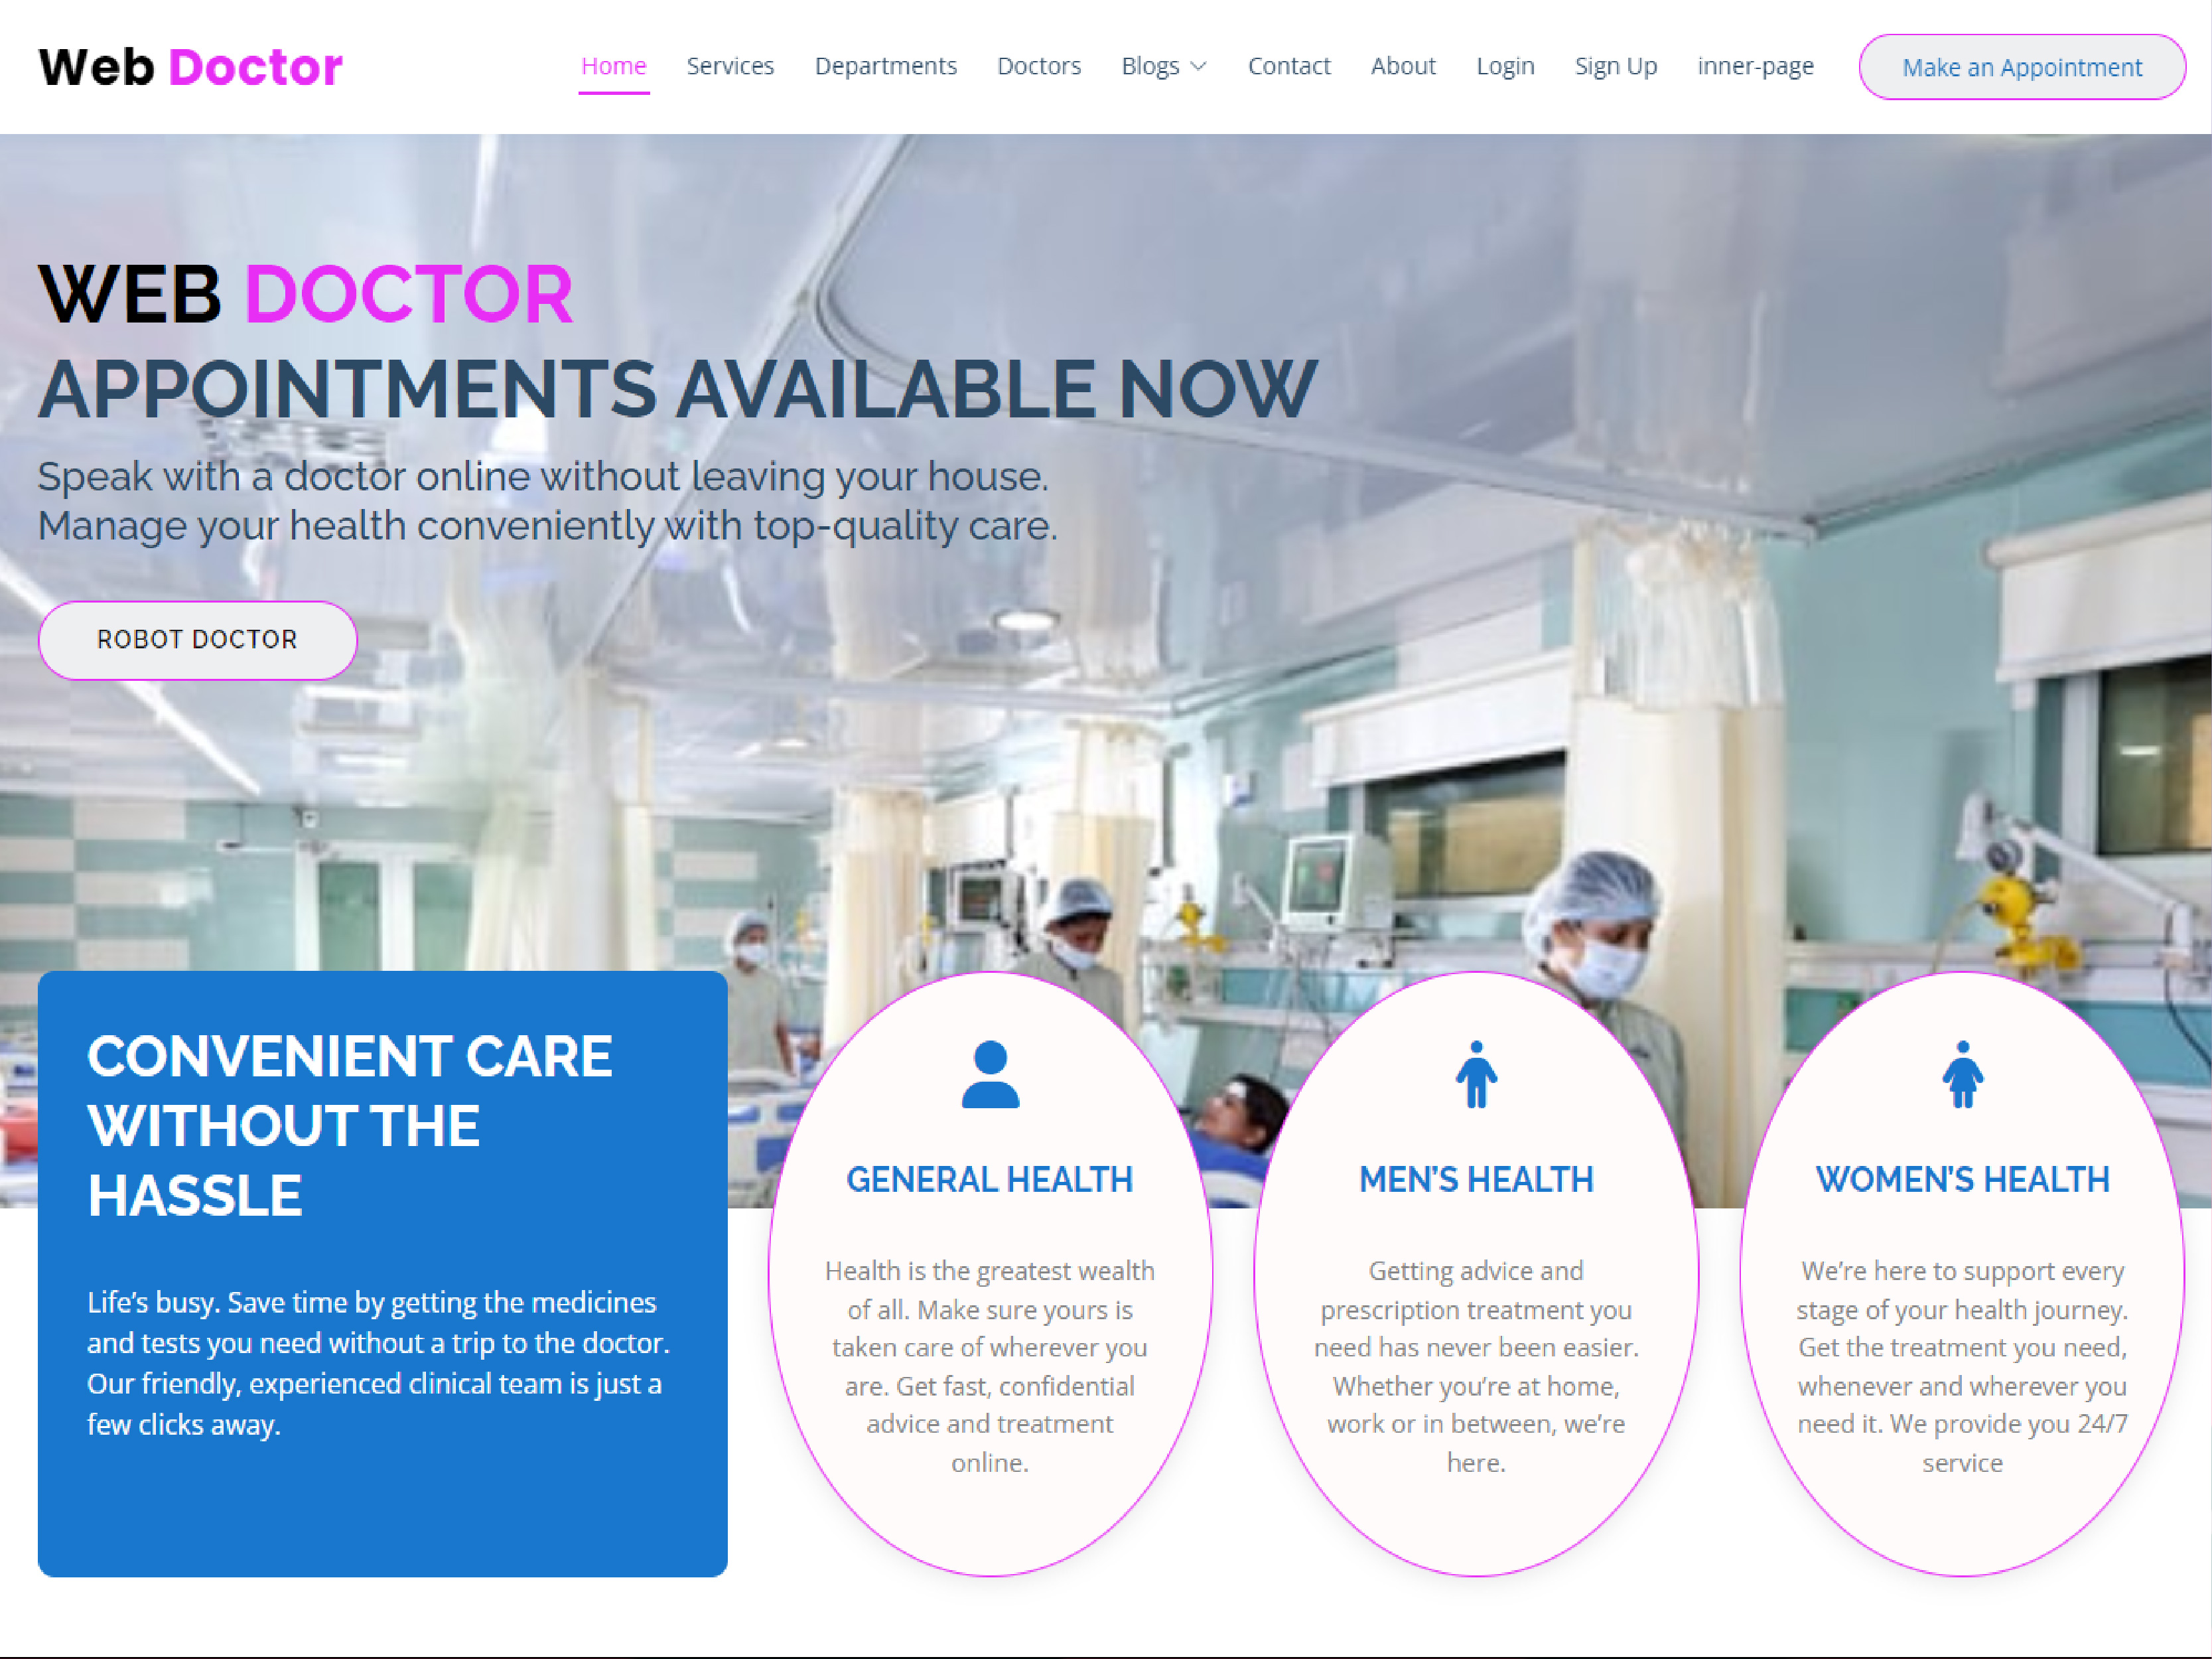 Web Doctor
Home Services Departments Doctors Blogs Contact About Login Sign Up inner-page Make an Appointment
WEB DOCTOR
APPOINTMENTS AVAILABLE NOW
Speak with a doctor online without leaving your house.
Manage your health conveniently with top-quality care.
ROBOT DOCTOR
CONVENIENT CARE
WITHOUT THE
HASSLE
Life’s busy. Save time by getting the medicines
and tests you need without a trip to the doctor.
Our friendly, experienced clinical team is just a
few clicks away.
GENERAL HEALTH
Health is the greatest wealth
of all. Make sure yours is
taken care of wherever you
are. Get fast, confidential
advice and treatment
online.
MEN’S HEALTH
Getting advice and
prescription treatment you
need has never been easier.
Whether you’re at home,
work or in between, we’re
here.
WOMEN’S HEALTH
We’re here to support every
stage of your health journey.
Get the treatment you need,
whenever and wherever you
need it. We provide you 24/7
service